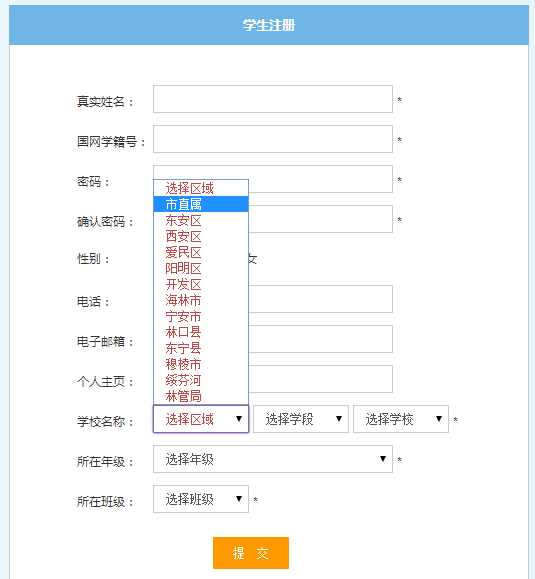 学生注册
真实姓名： *
国网学籍号： *
密码： *
选择区域
市直属
东安区
西安区
爱民区
阳明区
开发区
海林市
宁安市
林口县
东宁县
穆棱市
绥芬河
林管局
确认密码： *
性别： 女
电话：
电子邮箱：
个人主页：
学校名称： 选择区域 选择学段 选择学校 *
所在年级： 选择年级 *
所在班级： 选择班级 *
提 交